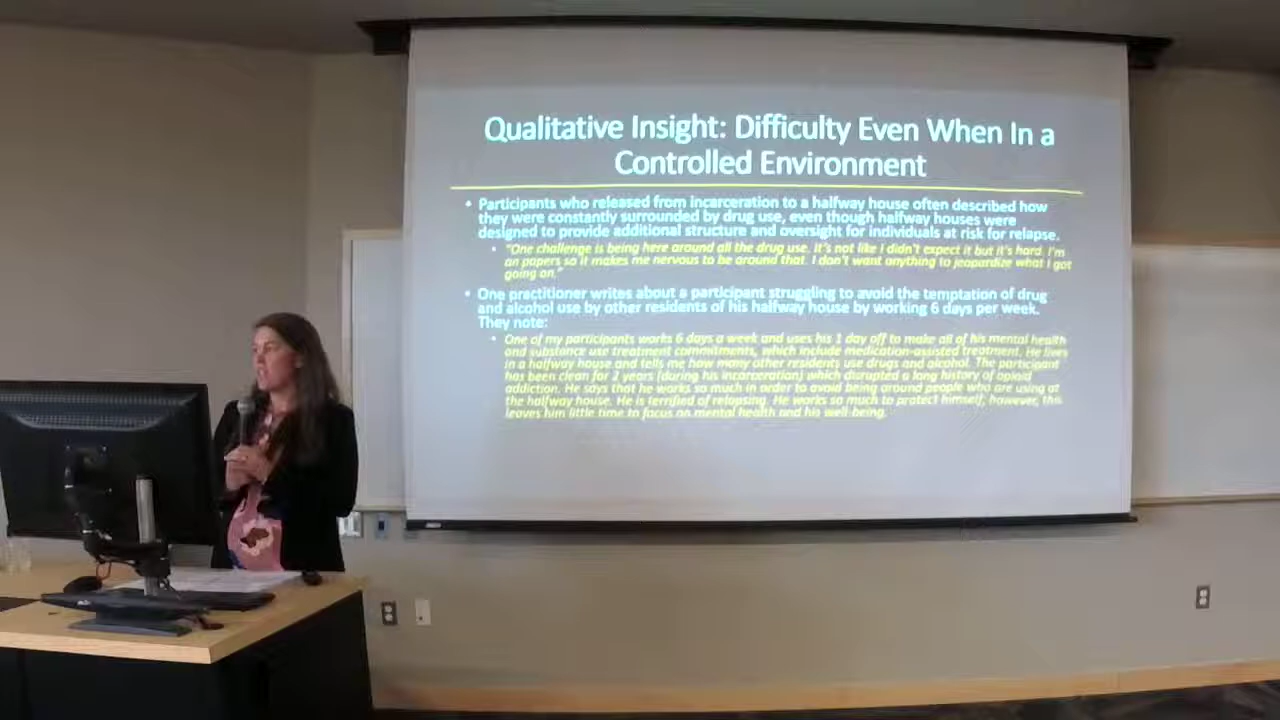 Qualitative Insight: Difficulty Even When In a
Controlled Environment
• Participants who released from incarceration to a halfway house often described how
they were constantly surrounded by drug use, even though halfway houses were
designed to provide additional structure and oversight for individuals at risk for relapse.
• "One challenge is being here around all the drug use. It's not like I didn't expect it but it's hard. I'm
on papers so it makes me nervous to be around that. I don't want anything to jeopardize what I got
going on."
• One practitioner writes about a participant struggling to avoid the temptation of drug
and alcohol use by other residents of his halfway house by working 6 days per week.
They note:
• One of my participants works 6 days a week and uses his 1 day off to make all of his mental health
and substance use treatment commitments, which include medication-assisted treatment. He lives
in a halfway house and tells me how many other residents use drugs and alcohol. The participant
has been clean for 2 years (during his incarceration) which disrupted a long history of opioid
addiction. He says that he works so much in order to avoid being around people who are using at
the halfway house. He is terrified of relapsing. He works so much to protect himself; however, this
leaves him little time to focus on mental health and his well-being.